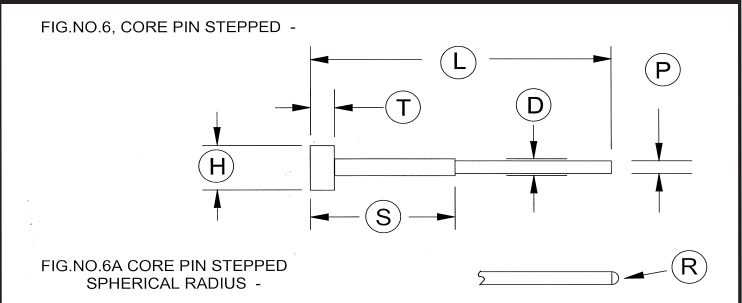 FIG.NO.6, CORE PIN STEPPED -
L
P
T
D
H
S
FIG.NO.6A CORE PIN STEPPED
SPHERICAL RADIUS -
R